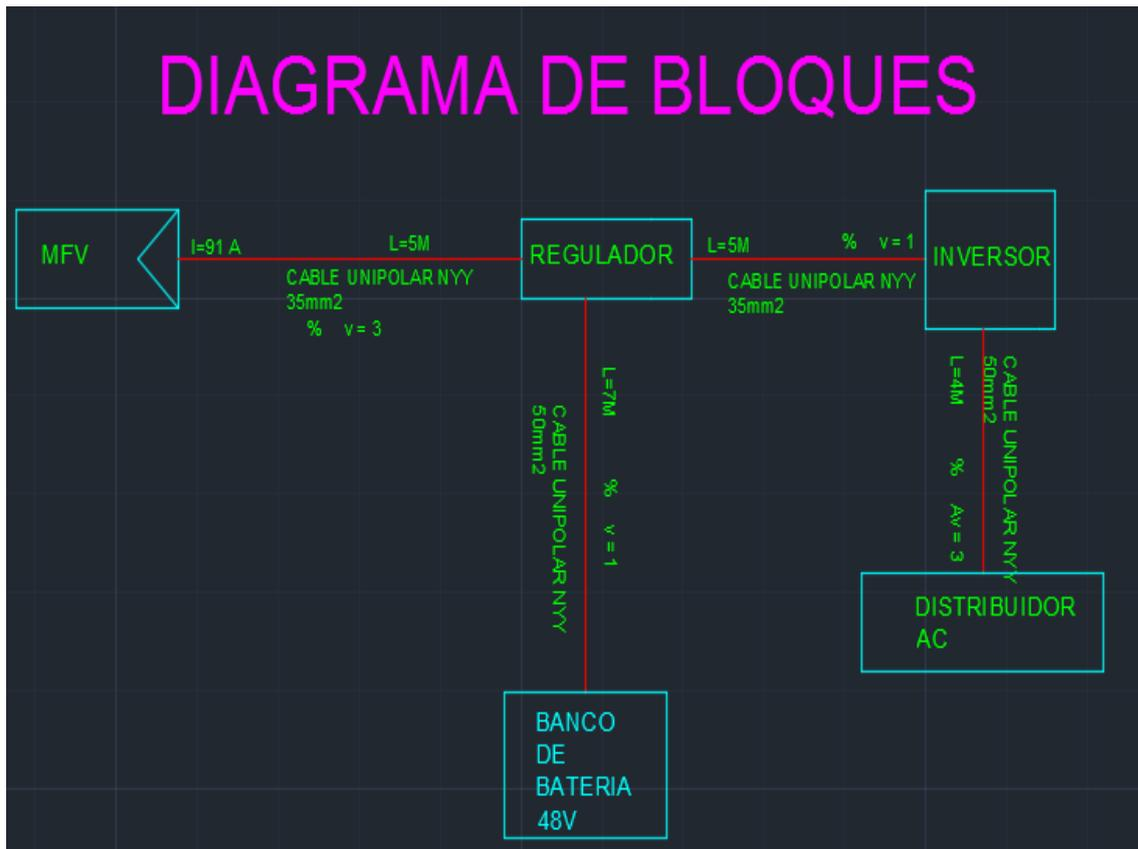 DIAGRAMA DE BLOQUES
MFV
I=91 A
L=5M
CABLE UNIPOLAR NYY
35mm2
% v = 3
REGULADOR
L=5M
% v = 1
CABLE UNIPOLAR NYY
35mm2
INVERSOR
L=7M % v = 1
CABLE UNIPOLAR NYY
50mm2
CABLE UNIPOLAR NYY
50mm2
L=4M % Av = 3
DISTRIBUIDOR
AC
BANCO
DE
BATERIA
48V